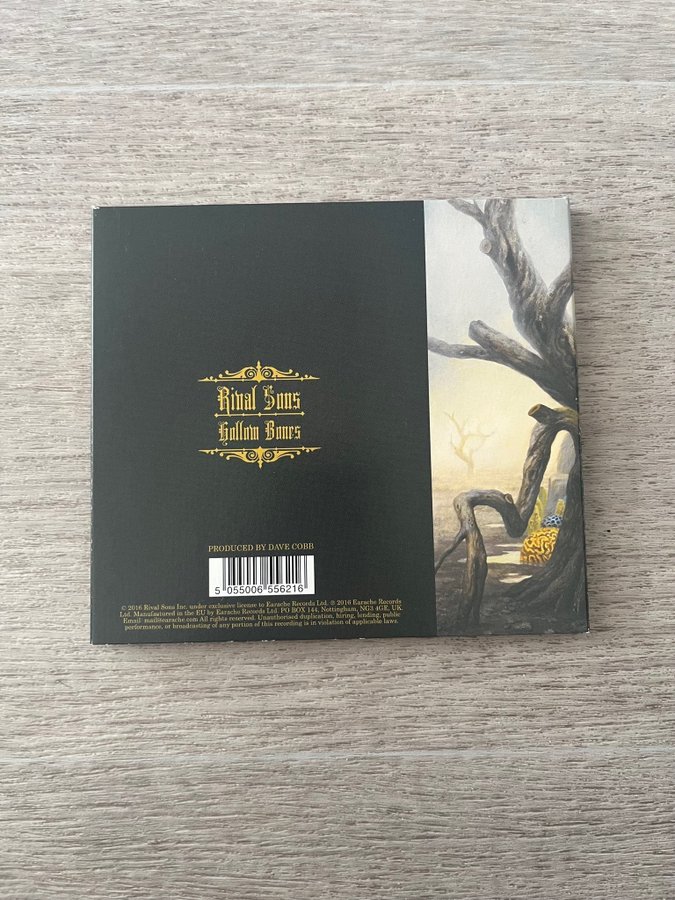 Rival Sons
Hollow Bones
PRODUCED BY DAVE COBB
5 055006 556216
© 2016 Rival Sons Inc. under exclusive license to Earache Records Ltd. ℗ 2016 Earache Records
Ltd. Manufactured in the EU by Earache Records Ltd. PO BOX 144, Nottingham, NG3 4GE, UK.
Email mail@earache.com All rights reserved. Unauthorised duplication, hiring, lending, public
performance, or broadcasting of any portion of this recording is in violation of applicable laws.